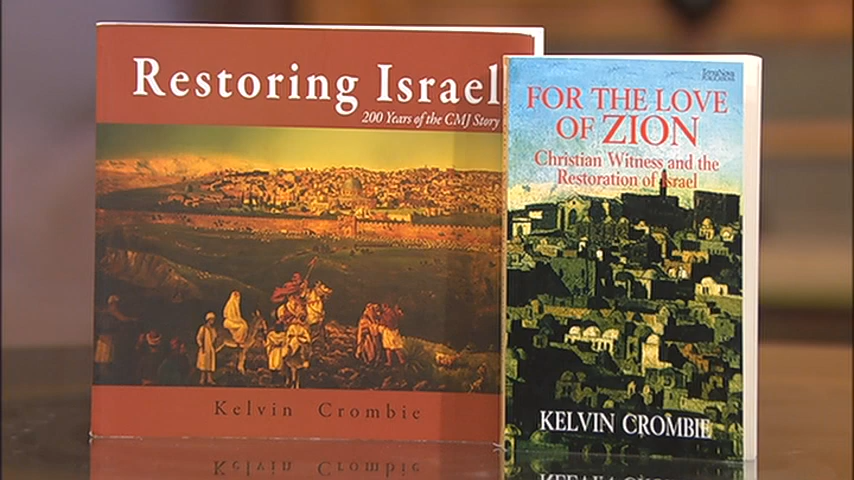 Restoring Israel
200 Years of the CMJ Story
Kelvin Crombie
FOR THE LOVE
OF ZION
Christian Witness and the
Restoration of Israel
KELVIN CROMBIE